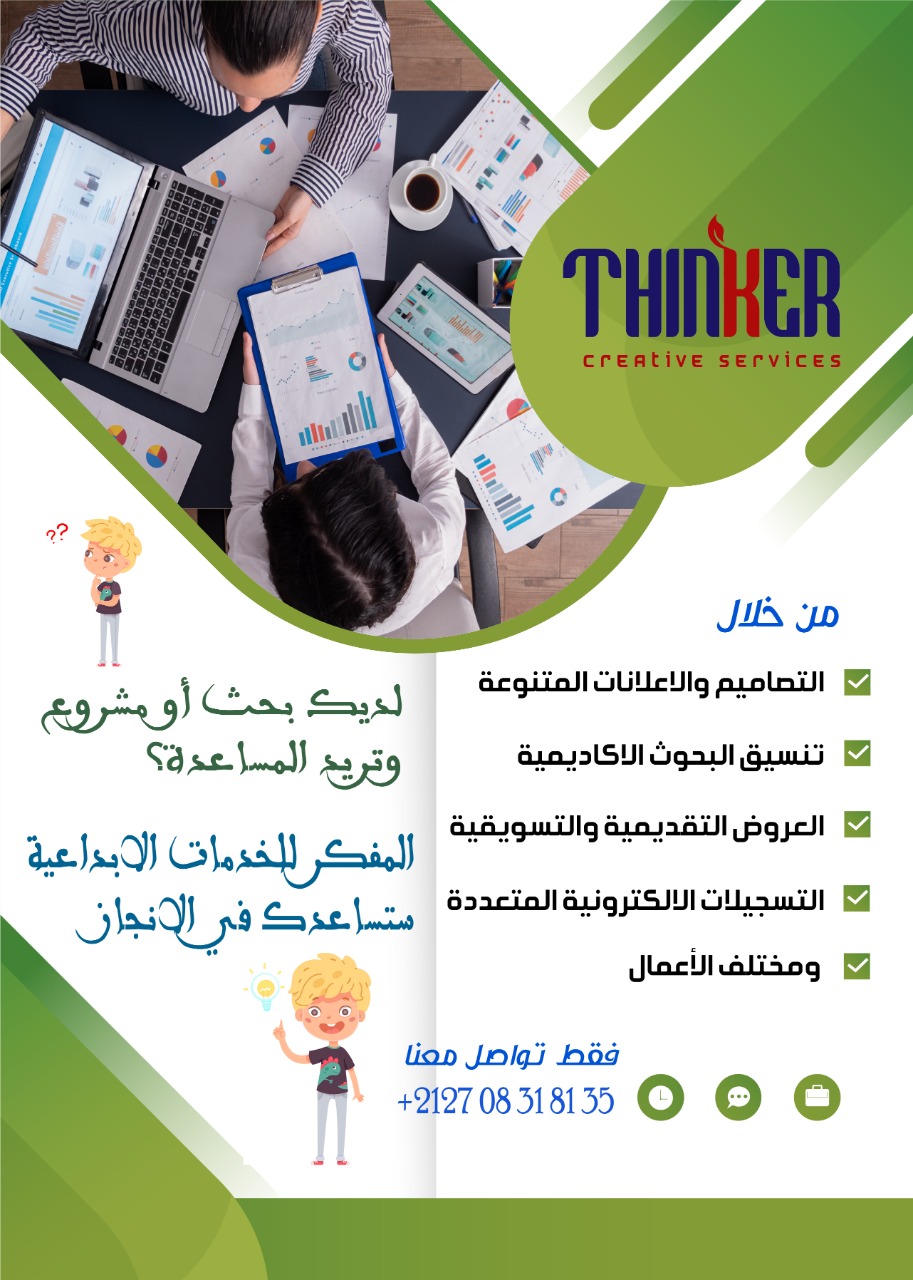 THINKER
creative services
??
لديك بحث أو مشروع
وتريد المساعدة؟
المفكر للخدمات الابداعية
ستساعدك في الانجاز
من خلال
التصاميم والاعلانات المتنوعة
تنسيق البحوث الاكاديمية
العروض التقديمية والتسويقية
التسجيلات الالكترونية المتعددة
ومختلف الأعمال
فقط تواصل معنا
+2127 08 31 81 35